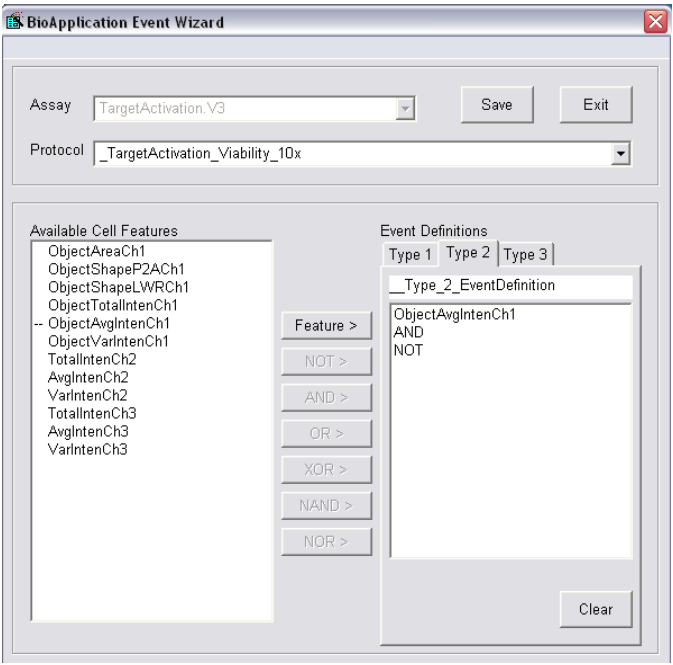 BioApplication Event Wizard
Assay TargetActivation.V3 Save Exit
Protocol _TargetActivation_Viability_10x
Available Cell Features
ObjectAreaCh1
ObjectShapeP2ACh1
ObjectShapeLWRCh1
ObjectTotalIntenCh1
-- ObjectAvgIntenCh1
ObjectVarIntenCh1
TotalIntenCh2
AvgIntenCh2
VarIntenCh2
TotalIntenCh3
AvgIntenCh3
VarIntenCh3
Feature >
NOT >
AND >
OR >
XOR >
NAND >
NOR >
Event Definitions
Type 1 Type 2 Type 3
__Type_2_EventDefinition
ObjectAvgIntenCh1
AND
NOT
Clear